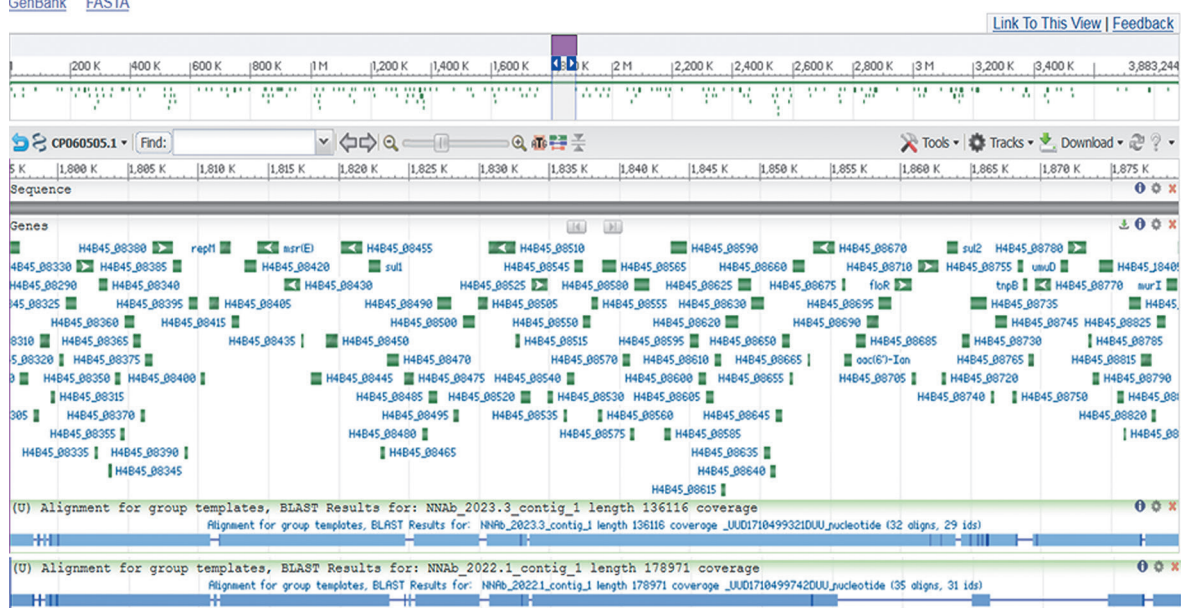 GenBank FASTA
Link To This View | Feedback
200 K 400 K 600 K 800 K 1 M 1,200 K 1,400 K 1,600 K K 2 M 2,200 K 2,400 K 2,600 K 2,800 K 3 M 3,200 K 3,400 K 3,883,244
CP060505.1 Find: Tools Tracks Download ?
5 K 1,800 K 1,805 K 1,810 K 1,815 K 1,820 K 1,825 K 1,830 K 1,835 K 1,840 K 1,845 K 1,850 K 1,855 K 1,860 K 1,865 K 1,870 K 1,875 K
Sequence
Genes
H4B45_08380 repM msr(E) H4B45_08455 H4B45_08510 H4B45_08590 H4B45_08670 sul2 H4B45_08780
4B45_08330 H4B45_08385 H4B45_08420 sul1 H4B45_08545 H4B45_08565 H4B45_08660 H4B45_08710 H4B45_08755 umuD H4B45_1840
H4B45_08290 H4B45_08340 H4B45_08430 H4B45_08525 H4B45_08580 H4B45_08625 H4B45_08675 floR tnpB H4B45_08770 murI
B45_08325 H4B45_08395 H4B45_08405 H4B45_08490 H4B45_08505 H4B45_08555 H4B45_08630 H4B45_08695 H4B45_08735 H4B45_
H4B45_08360 H4B45_08415 H4B45_08500 H4B45_08550 H4B45_08620 H4B45_08690 H4B45_08745 H4B45_08825
8310 H4B45_08365 H4B45_08435 H4B45_08450 H4B45_08515 H4B45_08595 H4B45_08650 H4B45_08685 H4B45_08730 H4B45_08785
5_08320 H4B45_08375 H4B45_08470 H4B45_08570 H4B45_08610 H4B45_08665 aac(6')-Ian H4B45_08765 H4B45_08815
H4B45_08350 H4B45_08400 H4B45_08445 H4B45_08475 H4B45_08540 H4B45_08600 H4B45_08655 H4B45_08705 H4B45_08720 H4B45_08790
H4B45_08315 H4B45_08485 H4B45_08520 H4B45_08530 H4B45_08605 H4B45_08740 H4B45_08750 H4B45_08
305 H4B45_08370 H4B45_08495 H4B45_08535 H4B45_08560 H4B45_08645 H4B45_08820
H4B45_08355 H4B45_08480 H4B45_08575 H4B45_08585 H4B45_08
H4B45_08335 H4B45_08390 H4B45_08465 H4B45_08635
H4B45_08345 H4B45_08640
H4B45_08615
(U) Alignment for group templates, BLAST Results for: NNAb_2023.3_contig_1 length 136116 coverage
Alignment for group templates, BLAST Results for: NNAb_2023.3_contig_1 length 136116 coverage _UUD1710499321DUU_nucleotide (32 aligns, 29 ids)
(U) Alignment for group templates, BLAST Results for: NNAb_2022.1_contig_1 length 178971 coverage
Alignment for group templates, BLAST Results for: NNAb_2022.1_contig_1 length 178971 coverage _UUD1710499742DUU_nucleotide (35 aligns, 31 ids)